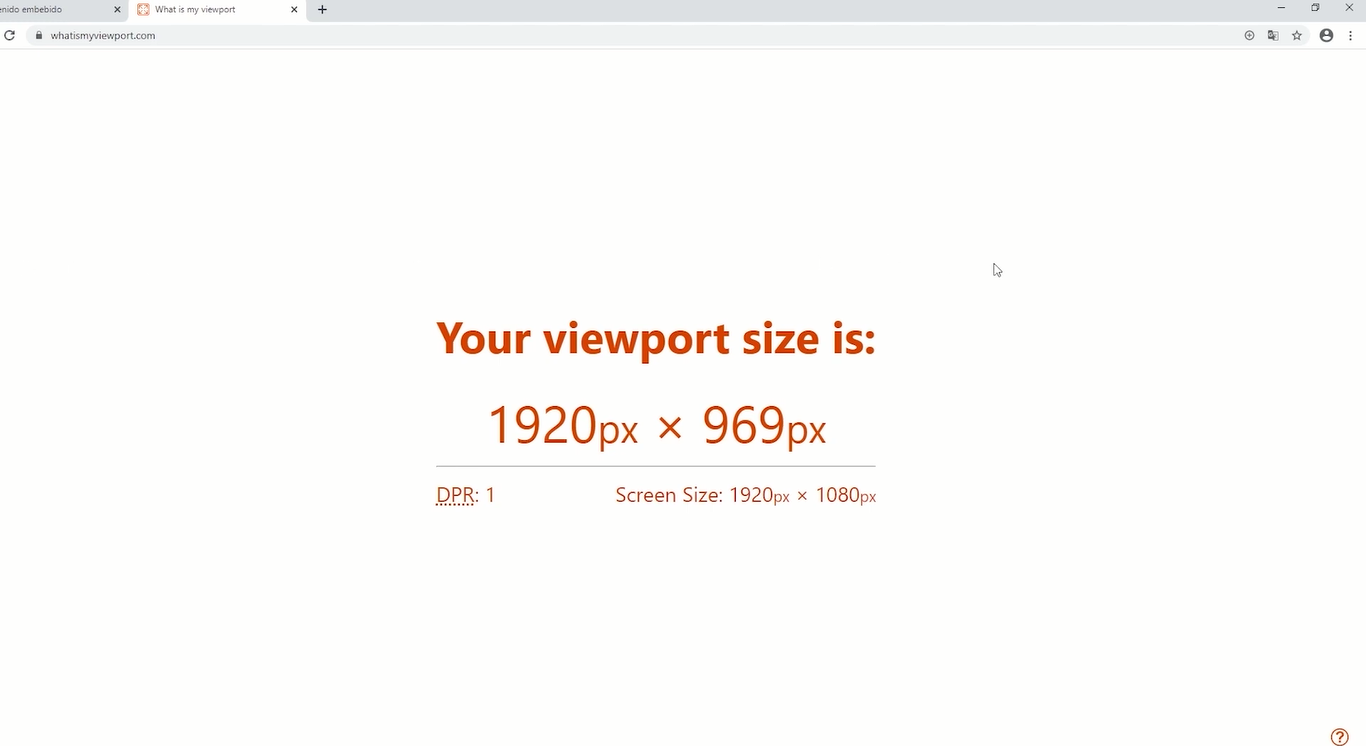 enido embebido
What is my viewport
whatismyviewport.com
Your viewport size is:
1920px × 969px
DPR: 1
Screen Size: 1920px × 1080px